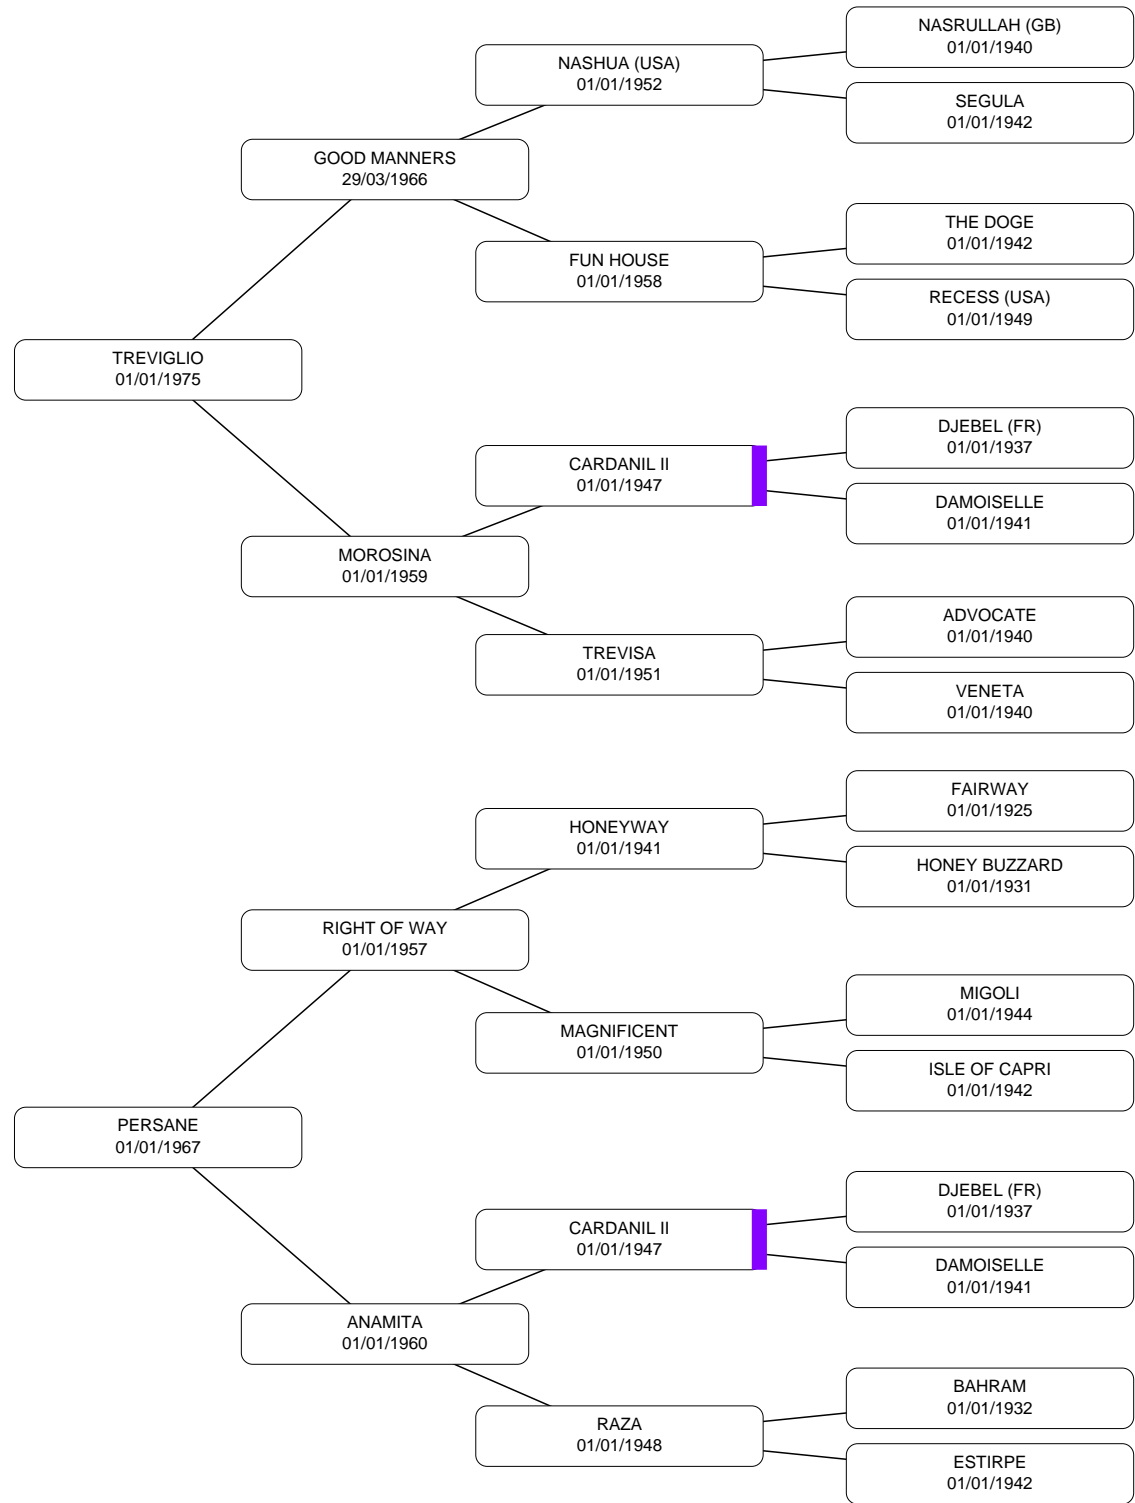 NASRULLAH (GB)
01/01/1940
NASHUA (USA)
01/01/1952
SEGULA
01/01/1942
GOOD MANNERS
29/03/1966
THE DOGE
01/01/1942
FUN HOUSE
01/01/1958
RECESS (USA)
01/01/1949
TREVIGLIO
01/01/1975
DJEBEL (FR)
01/01/1937
CARDANIL II
01/01/1947
DAMOISELLE
01/01/1941
MOROSINA
01/01/1959
ADVOCATE
01/01/1940
TREVISA
01/01/1951
VENETA
01/01/1940
FAIRWAY
01/01/1925
HONEYWAY
01/01/1941
HONEY BUZZARD
01/01/1931
RIGHT OF WAY
01/01/1957
MIGOLI
01/01/1944
MAGNIFICENT
01/01/1950
ISLE OF CAPRI
01/01/1942
PERSANE
01/01/1967
DJEBEL (FR)
01/01/1937
CARDANIL II
01/01/1947
DAMOISELLE
01/01/1941
ANAMITA
01/01/1960
BAHRAM
01/01/1932
RAZA
01/01/1948
ESTIRPE
01/01/1942